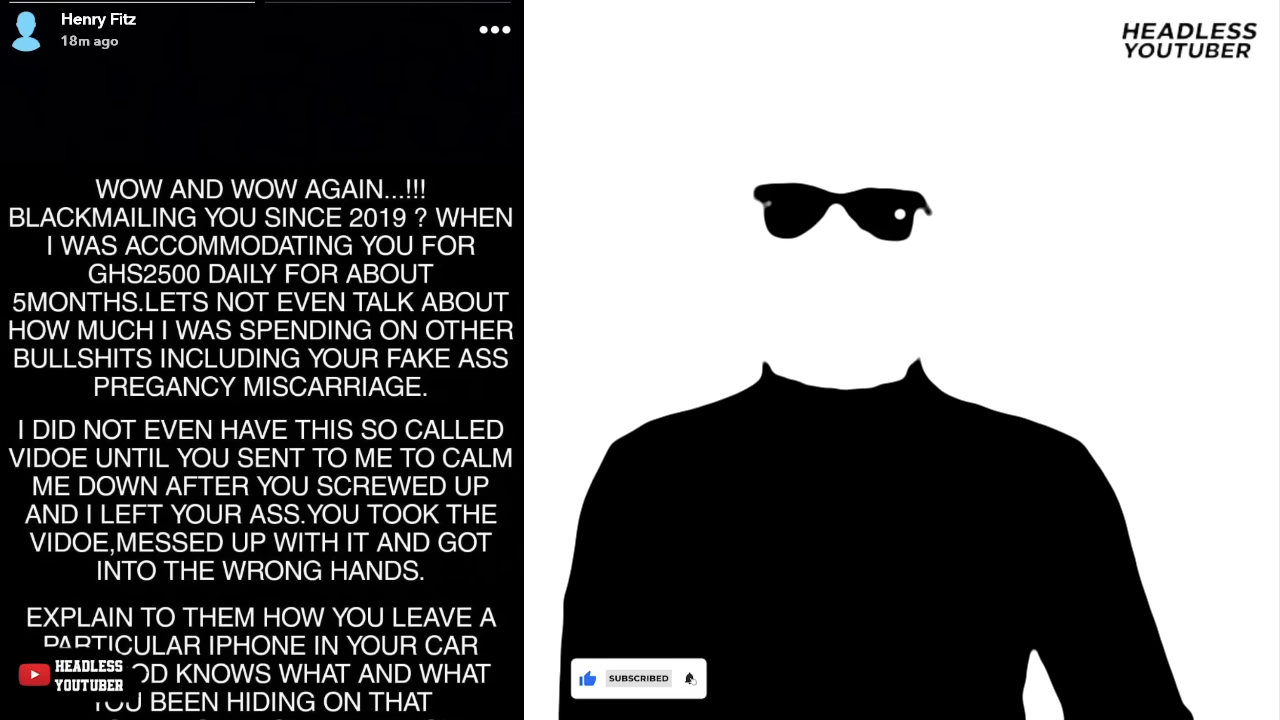 Henry Fitz
18m ago
WOW AND WOW AGAIN...!!!
BLACKMAILING YOU SINCE 2019 ? WHEN
I WAS ACCOMMODATING YOU FOR
GHS2500 DAILY FOR ABOUT
5MONTHS.LETS NOT EVEN TALK ABOUT
HOW MUCH I WAS SPENDING ON OTHER
BULLSHITS INCLUDING YOUR FAKE ASS
PREGANCY MISCARRIAGE.
I DID NOT EVEN HAVE THIS SO CALLED
VIDOE UNTIL YOU SENT TO ME TO CALM
ME DOWN AFTER YOU SCREWED UP
AND I LEFT YOUR ASS.YOU TOOK THE
VIDOE,MESSED UP WITH IT AND GOT
INTO THE WRONG HANDS.
EXPLAIN TO THEM HOW YOU LEAVE A
PARTICULAR IPHONE IN YOUR CAR
KNOWS WHAT AND WHAT
BEEN HIDING ON THAT
HEADLESS
YOUTUBER
HEADLESS
YOUTUBER
SUBSCRIBED